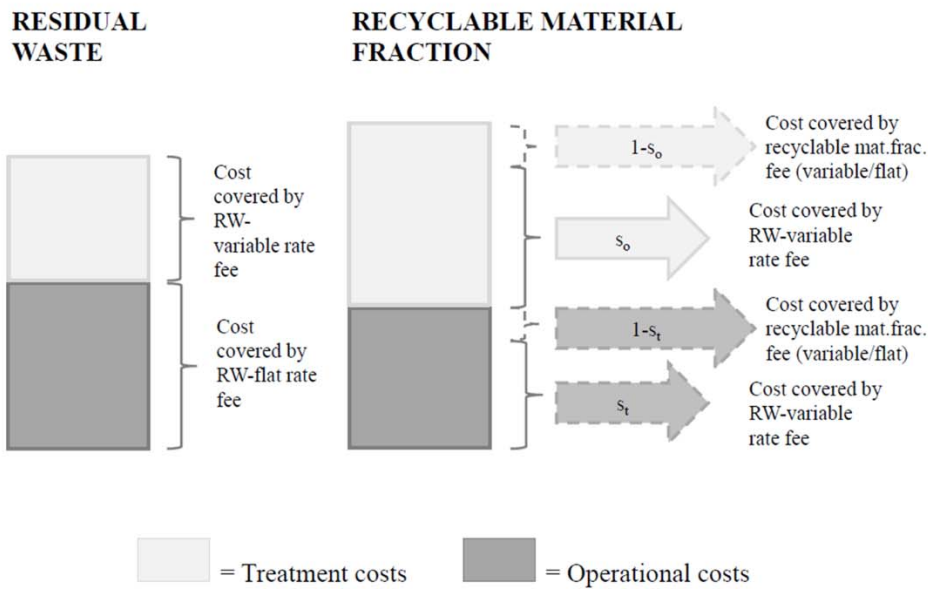 RESIDUAL
WASTE
RECYCLABLE MATERIAL
FRACTION
Cost
covered by
RW-
variable rate
fee
Cost
covered by
RW-flat rate
fee
1-sₒ
Cost covered by
recyclable mat.frac.
fee (variable/flat)
sₒ
Cost covered by
RW-variable
rate fee
1-sₜ
Cost covered by
recyclable mat.frac.
fee (variable/flat)
sₜ
Cost covered by
RW-variable
rate fee
= Treatment costs
= Operational costs